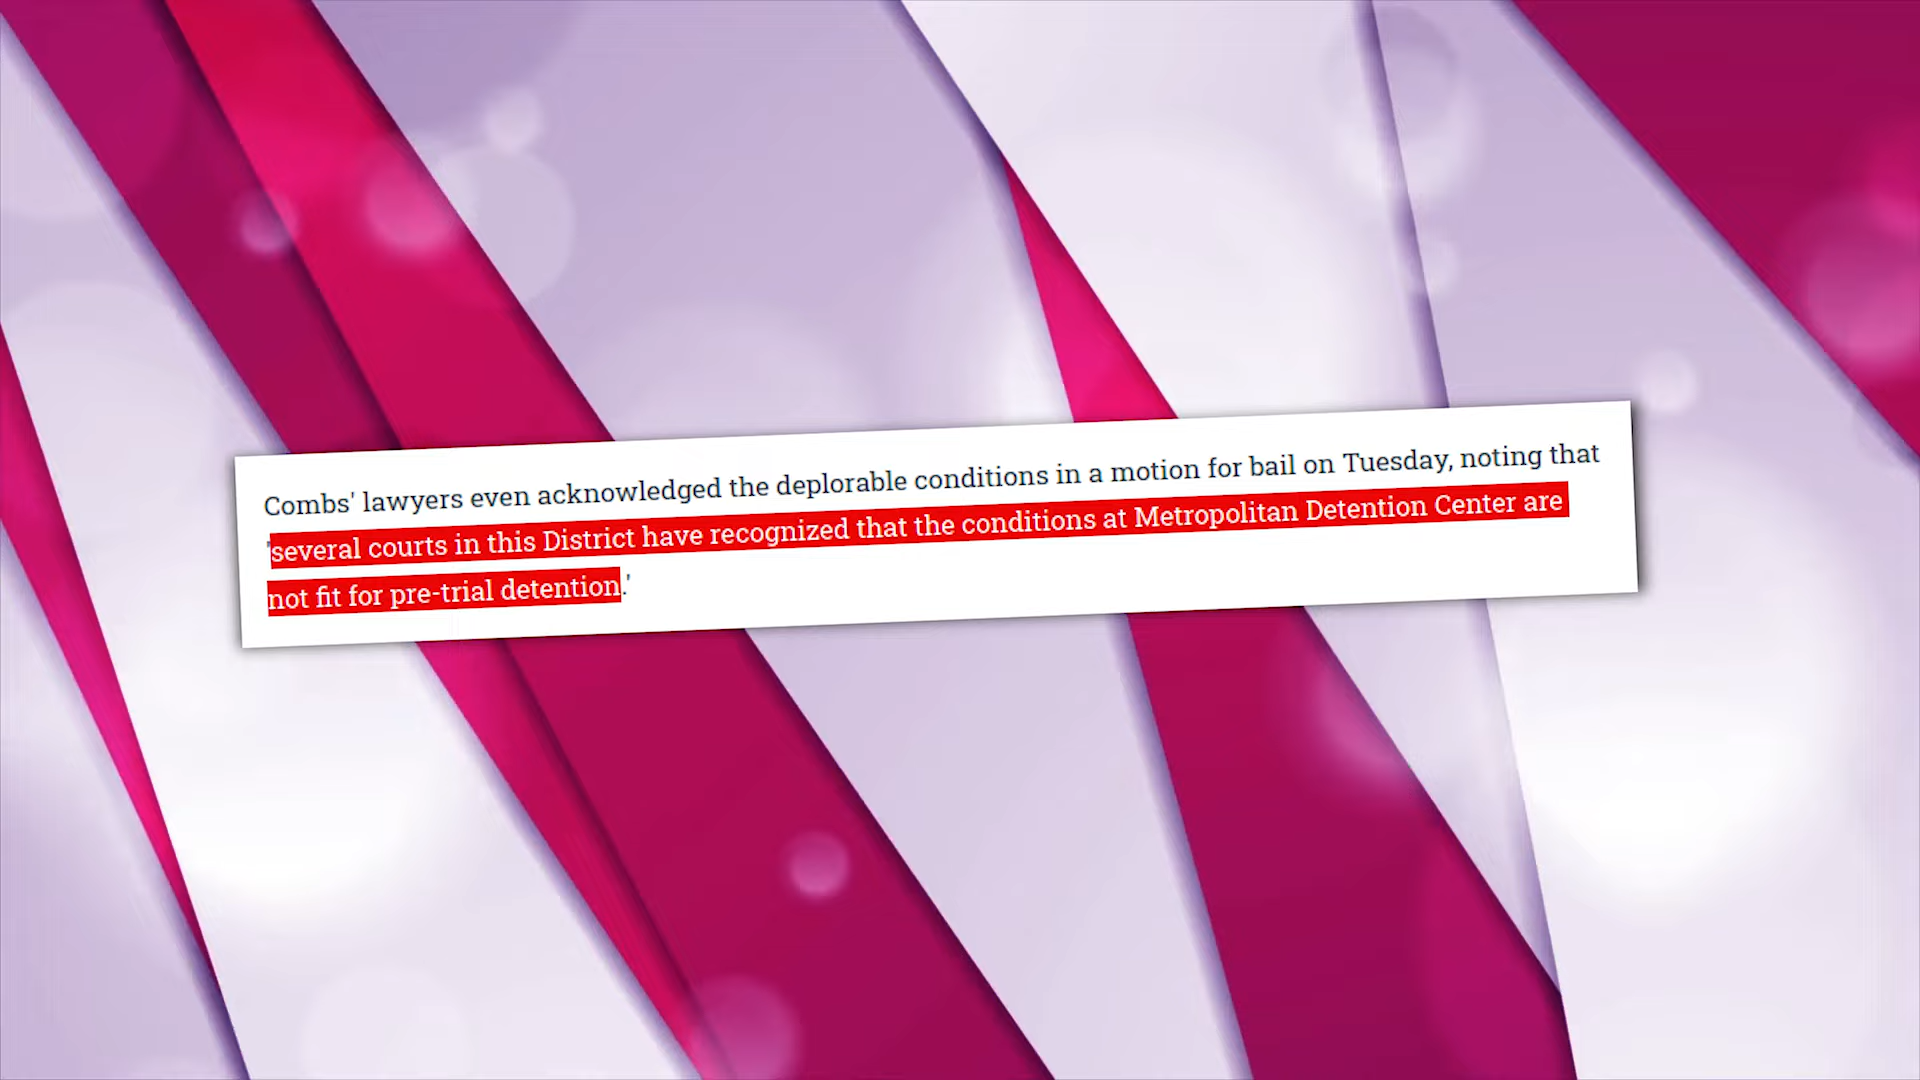 Combs' lawyers even acknowledged the deplorable conditions in a motion for bail on Tuesday, noting that
'several courts in this District have recognized that the conditions at Metropolitan Detention Center are
not fit for pre-trial detention.'